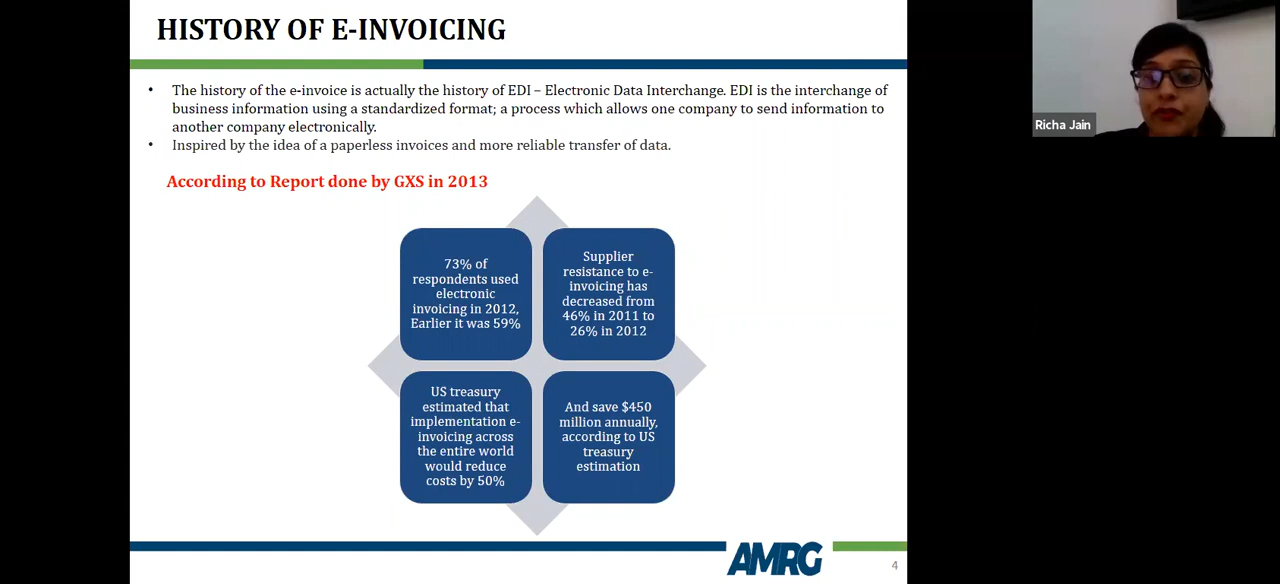 HISTORY OF E-INVOICING
• The history of the e-invoice is actually the history of EDI – Electronic Data Interchange. EDI is the interchange of
business information using a standardized format; a process which allows one company to send information to
another company electronically.
• Inspired by the idea of a paperless invoices and more reliable transfer of data.
According to Report done by GXS in 2013
73% of
respondents used
electronic
invoicing in 2012,
Earlier it was 59%
Supplier
resistance to e-
invoicing has
decreased from
46% in 2011 to
26% in 2012
US treasury
estimated that
implementation e-
invoicing across
the entire world
would reduce
costs by 50%
And save $450
million annually,
according to US
treasury
estimation
AMRG
4
Richa Jain